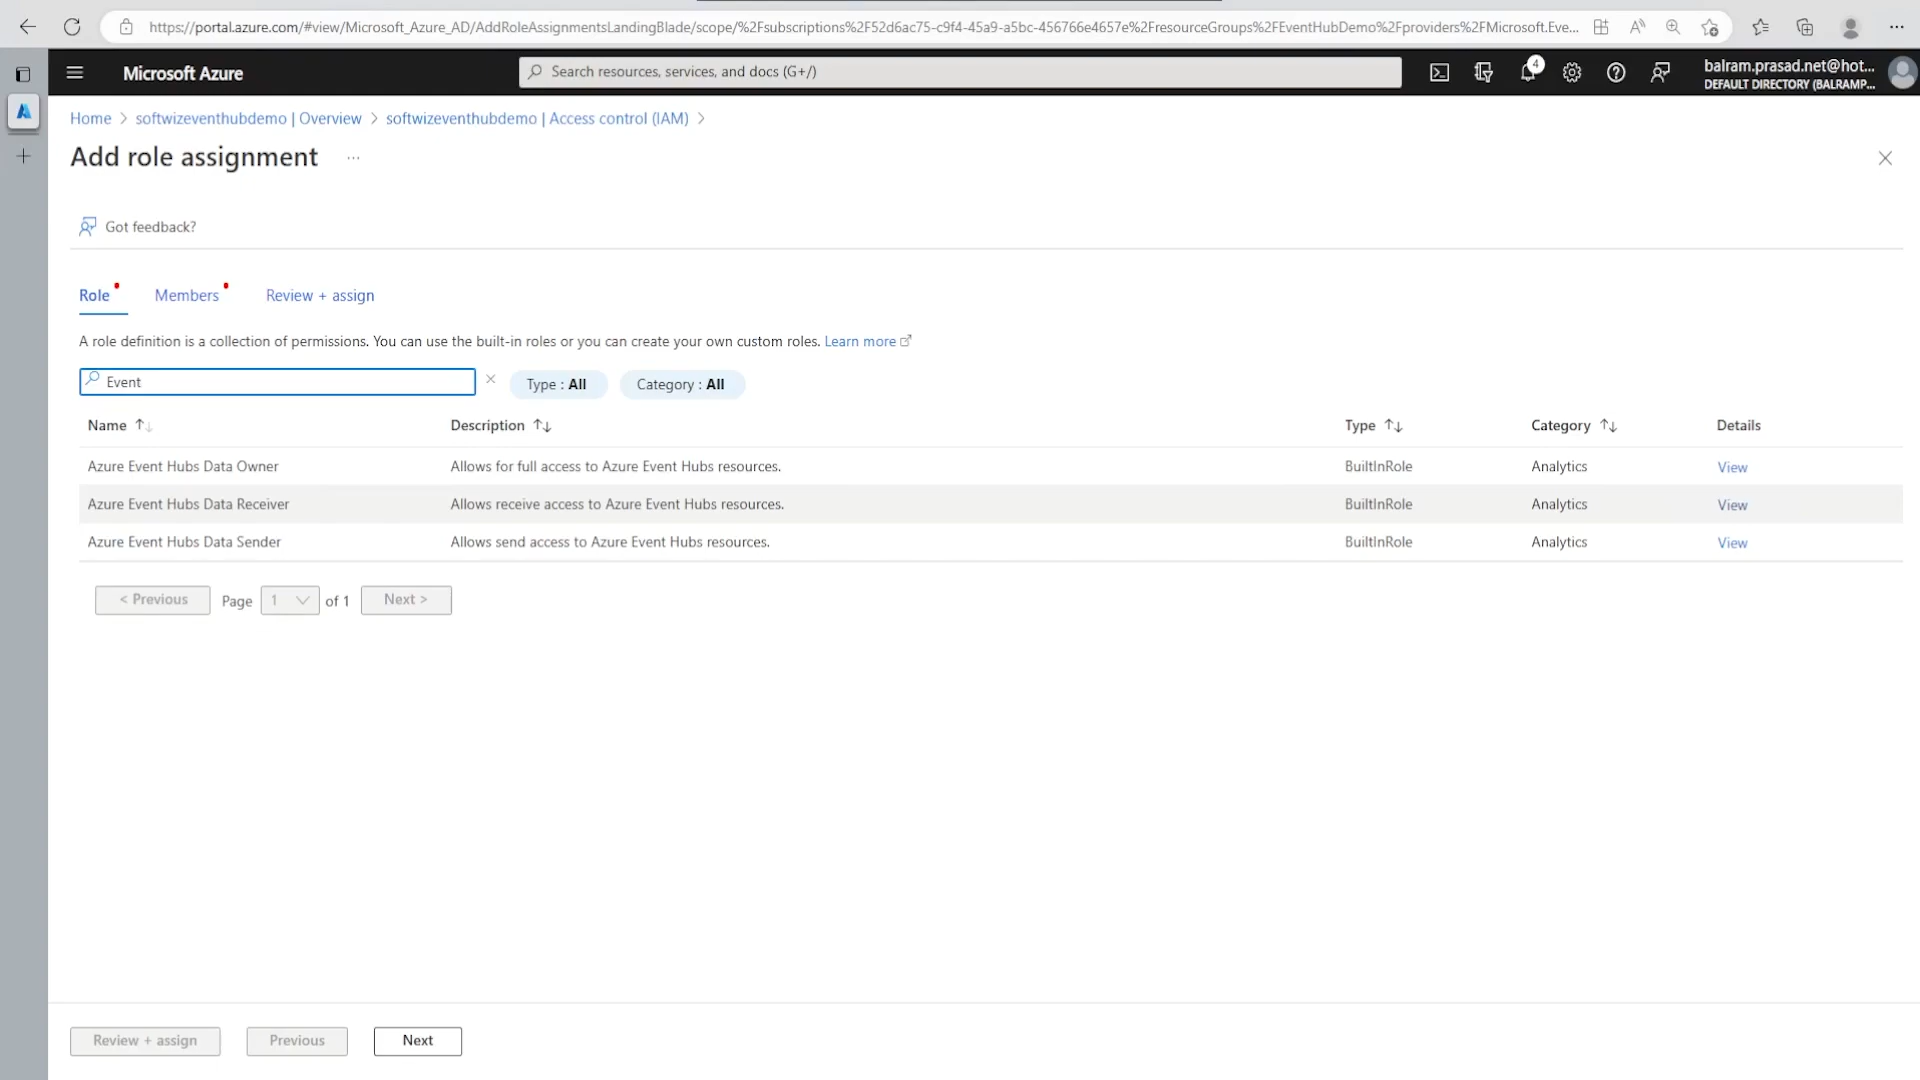 https://portal.azure.com/#view/Microsoft_Azure_AD/AddRoleAssignmentsLandingBlade/scope/%2Fsubscriptions%2F52d6ac75-c9f4-45a9-a5bc-456766e4657e%2FresourceGroups%2FEventHubDemo%2Fproviders%2FMicrosoft.Eve...
Microsoft Azure
Search resources, services, and docs (G+/)
4
balram.prasad.net@hot...
DEFAULT DIRECTORY (BALRAMP...
Home > softwizeventhubdemo | Overview > softwizeventhubdemo | Access control (IAM) >
Add role assignment ...
Got feedback?
Role Members Review + assign
A role definition is a collection of permissions. You can use the built-in roles or you can create your own custom roles. Learn more
Event
Type : All Category : All
Name Description Type Category Details
Azure Event Hubs Data Owner Allows for full access to Azure Event Hubs resources. BuiltInRole Analytics View
Azure Event Hubs Data Receiver Allows receive access to Azure Event Hubs resources. BuiltInRole Analytics View
Azure Event Hubs Data Sender Allows send access to Azure Event Hubs resources. BuiltInRole Analytics View
< Previous Page 1 of 1 Next >
Review + assign Previous Next